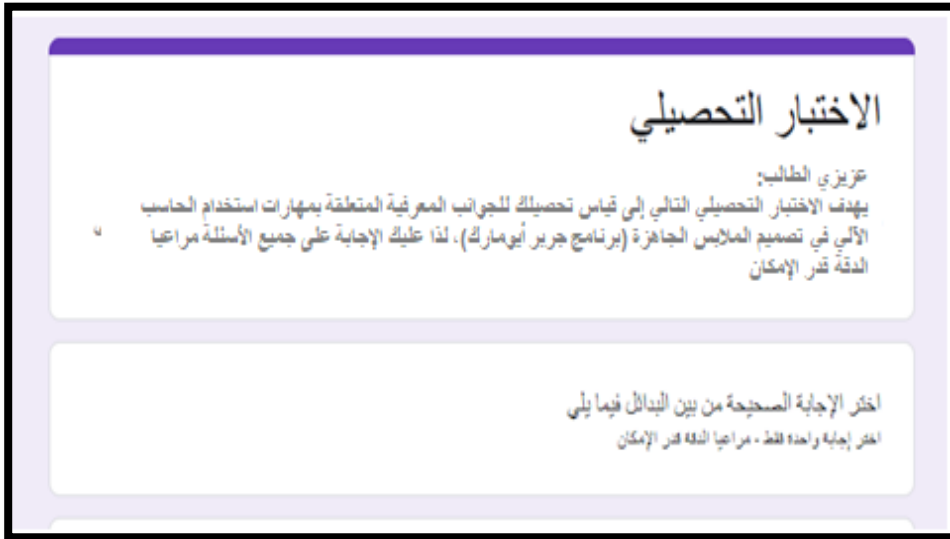 الاختبار التحصيلي
عزيزي الطالب:
يهدف الاختبار التحصيلي التالي إلى قياس تحصيلك للجوانب المعرفية المتعلقة بمهارات استخدام الحاسب
الآلي في تصميم الملابس الجاهزة (برنامج جربر أيومارك)، لذا عليك الإجابة على جميع الأسئلة مراعيا
الدقة قدر الإمكان
اختر الإجابة الصحيحة من بين البدائل فيما يلي
اختر إجابة واحدة فقط - مراعيا الدقة قدر الإمكان